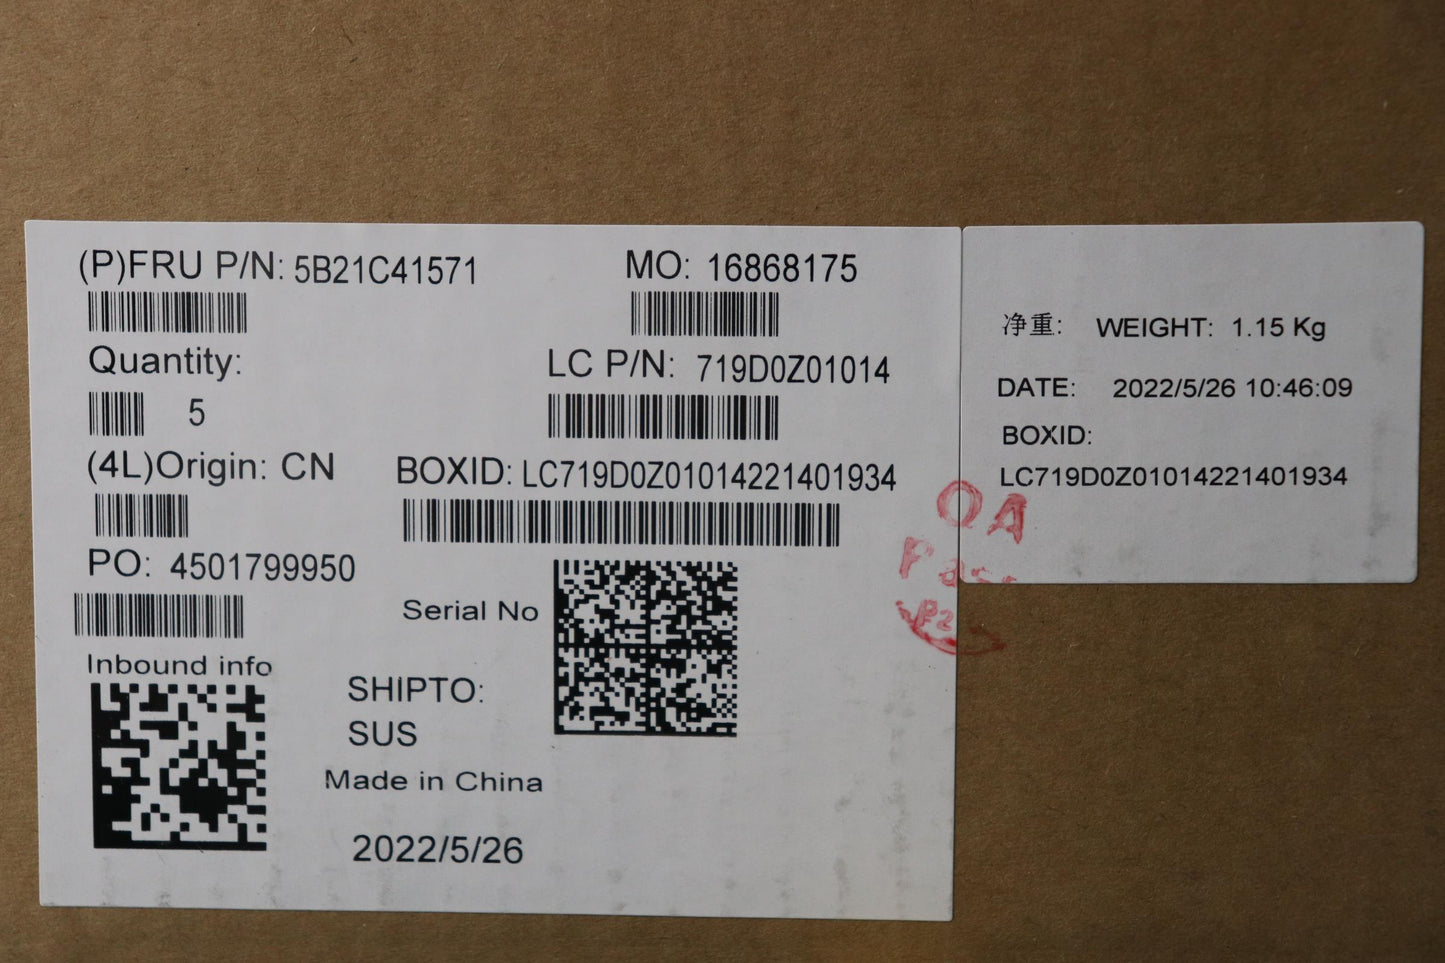 (P)FRU P/N: 5B21C41571
MO: 16868175
Quantity:
5
LC P/N: 719D0Z01014
(4L)Origin: CN
BOXID: LC719D0Z01014221401934
PO: 4501799950
Serial No
Inbound info
SHIPTO:
SUS
Made in China
2022/5/26
净重: WEIGHT: 1.15 Kg
DATE: 2022/5/26 10:46:09
BOXID:
LC719D0Z01014221401934
QA
Pass